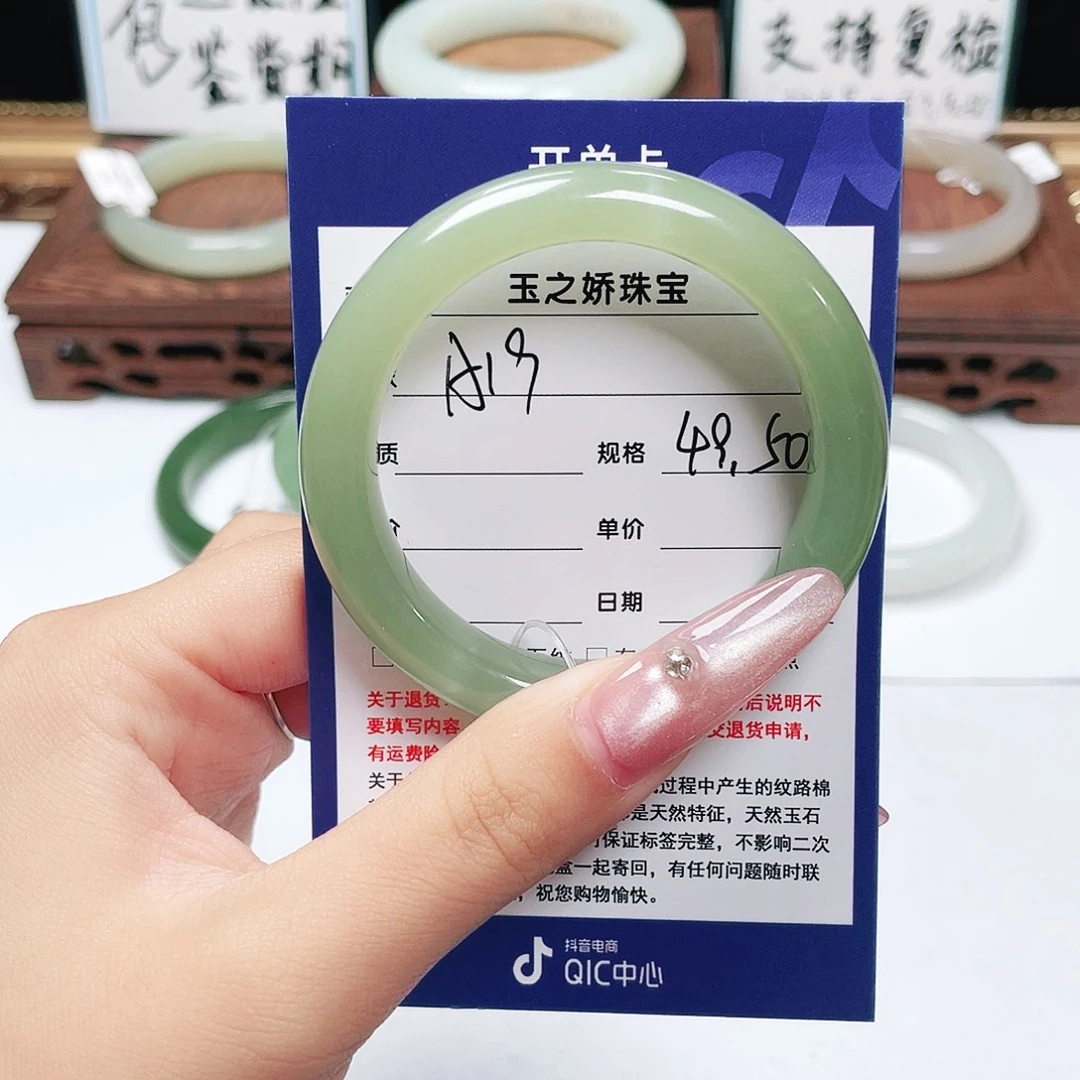 包
鉴赏期
支持复检
开单卡
玉之娇珠宝
A19
质
规格 49.50
单价
日期
关于退货
后说明不
要填写内容
交退货申请，
有运费险
关于
过程中产生的纹路棉
是天然特征，天然玉石
保证标签完整，不影响二次
盒一起寄回，有任何问题随时联
，祝您购物愉快。
抖音电商
QIC中心